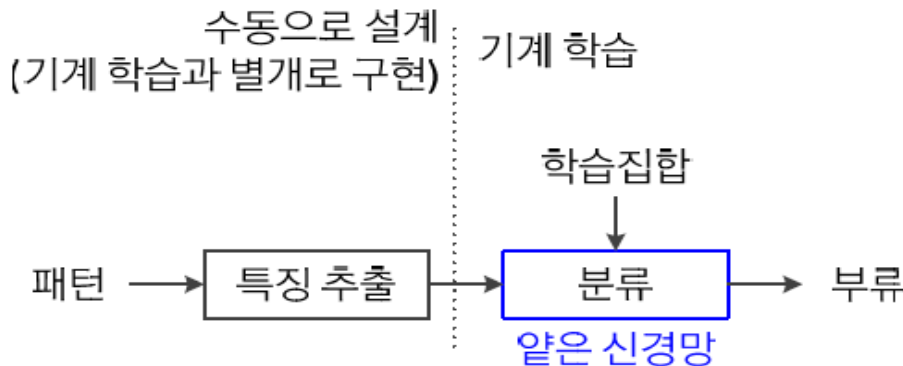 수동으로 설계
(기계 학습과 별개로 구현)
기계 학습
학습집합
패턴
특징 추출
분류
부류
얕은 신경망